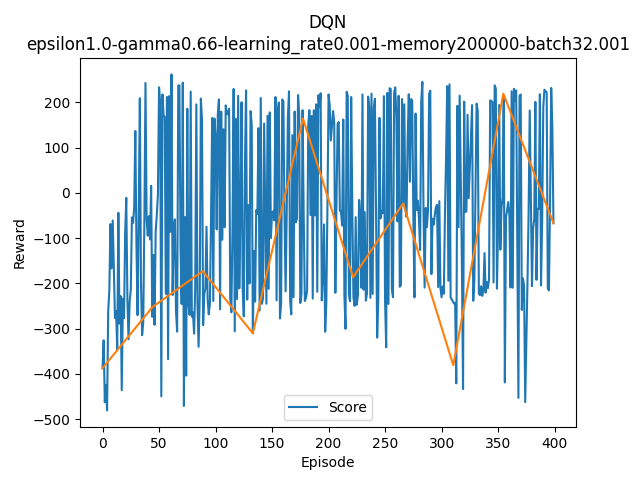 DQN
epsilon1.0-gamma0.66-learning_rate0.001-memory200000-batch32.001
200
100
0
−100
−200
−300
−400
−500
Reward
Score
0 50 100 150 200 250 300 350 400
Episode